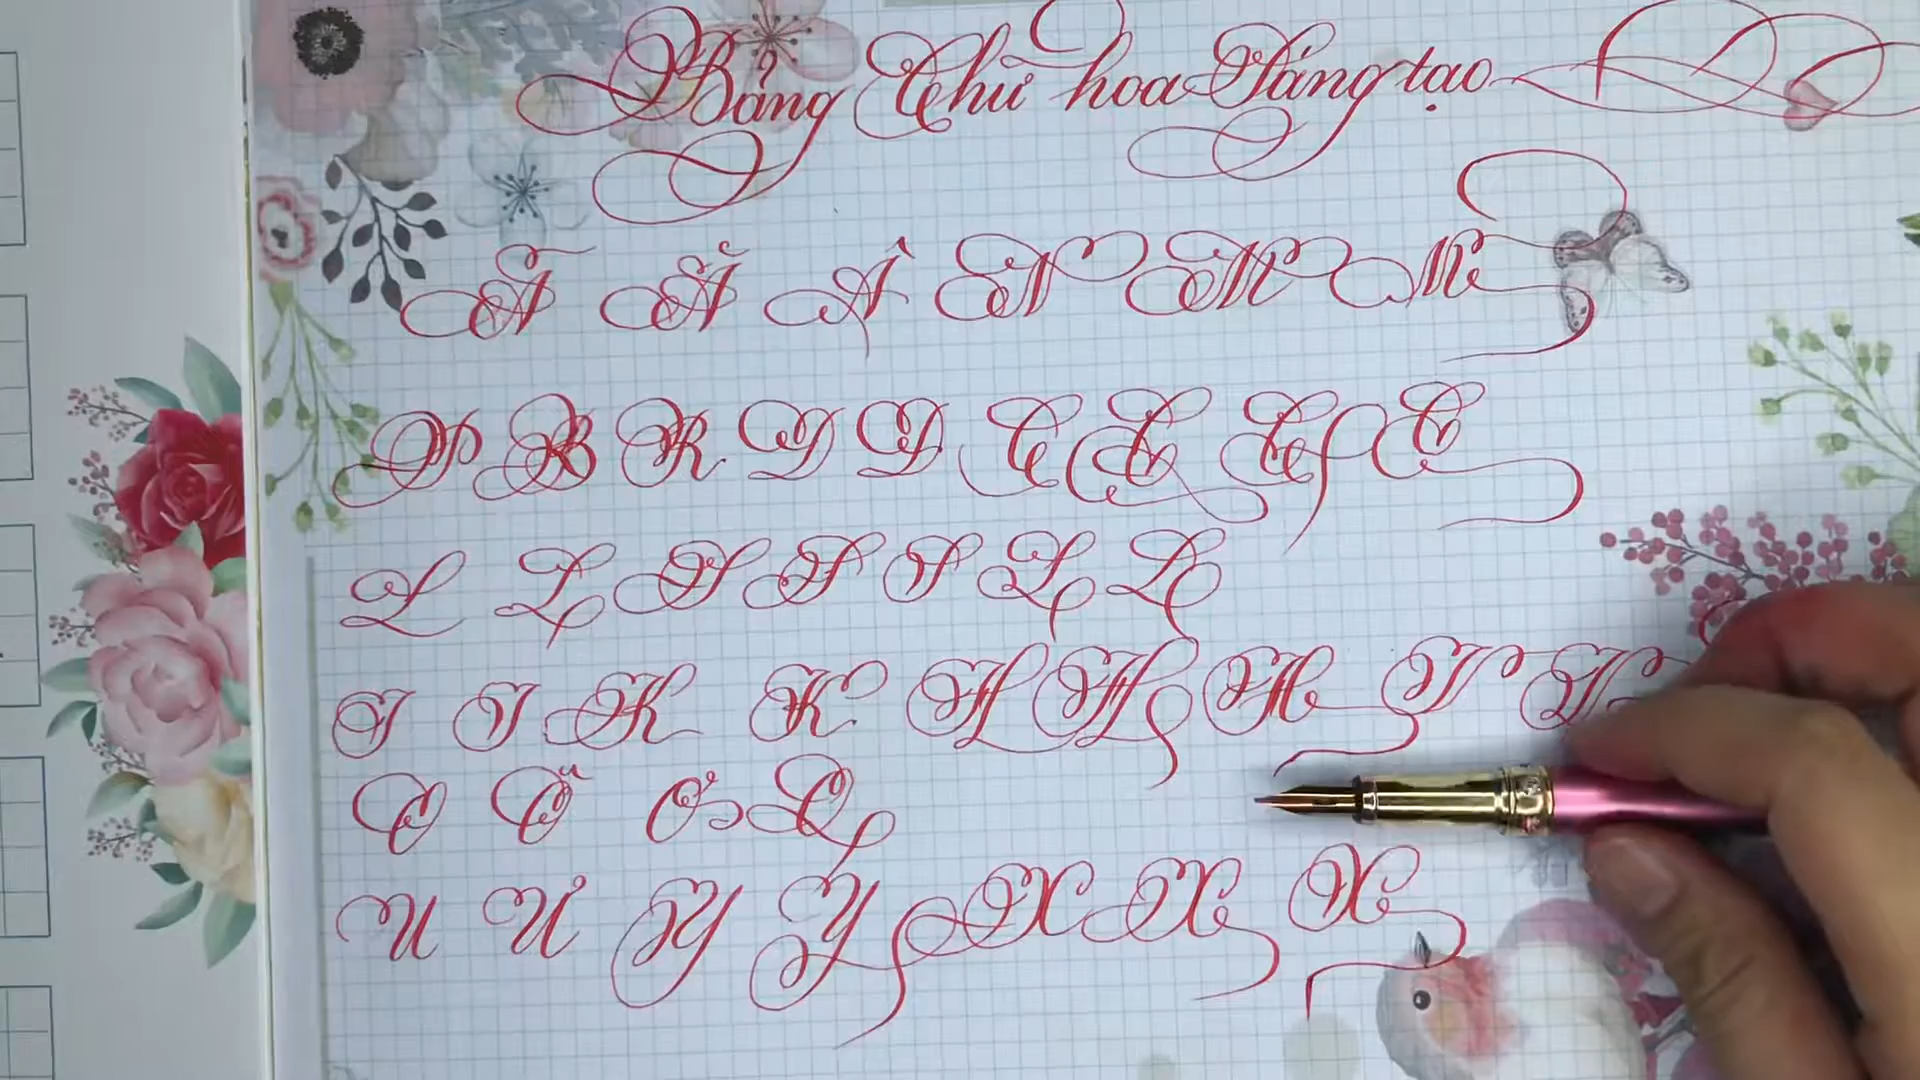 Bảng Chữ hoa Sáng tạo
Ã Ă À N M M
P B R D D C E E C
L L S S S L L
I I K K H H H V V
O Ỡ Ơ Q
U Ư Y Y X X X